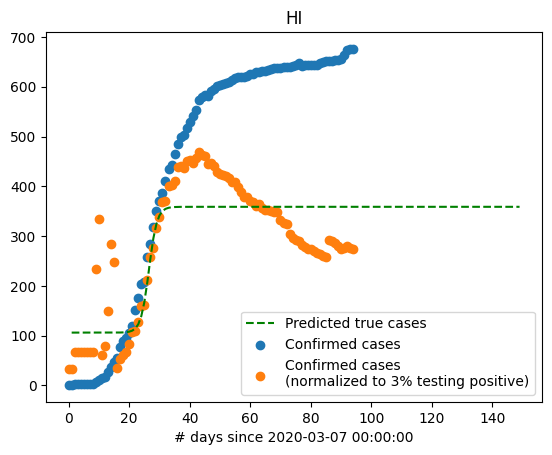 HI
700
600
500
400
300
200
100
0
Predicted true cases
Confirmed cases
Confirmed cases
(normalized to 3% testing positive)
0 20 40 60 80 100 120 140
# days since 2020-03-07 00:00:00